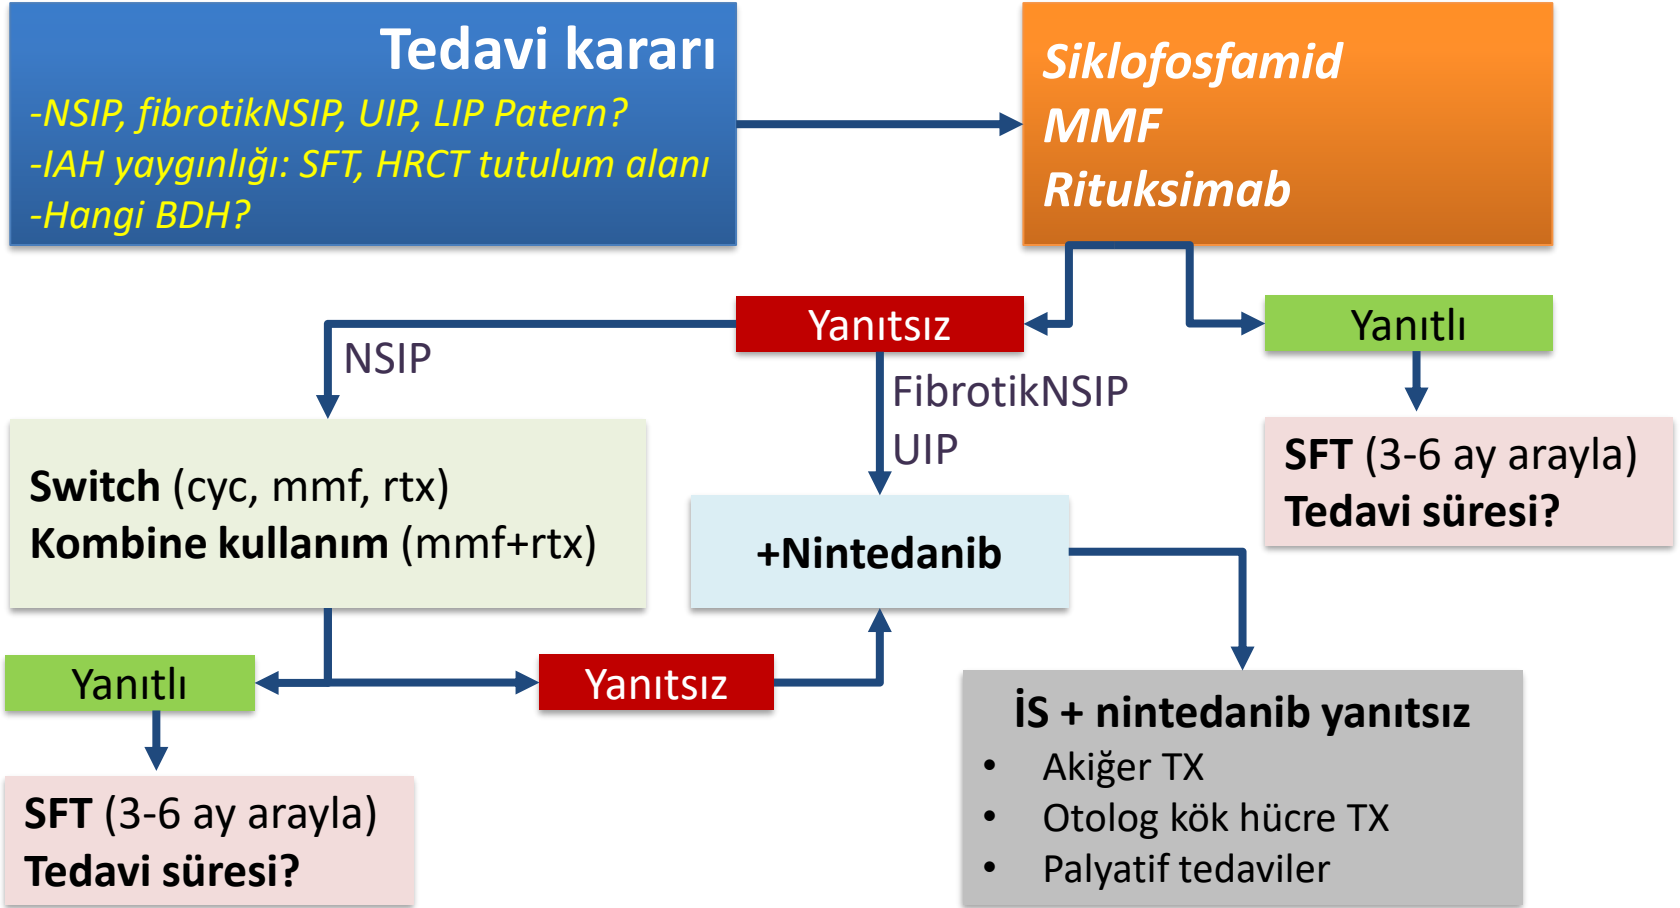 Tedavi kararı
-NSIP, fibrotikNSIP, UIP, LIP Patern?
-IAH yaygınlığı: SFT, HRCT tutulum alanı
-Hangi BDH?
Siklofosfamid
MMF
Rituksimab
Yanıtsız
Yanıtlı
NSIP
FibrotikNSIP
UIP
SFT (3-6 ay arayla)
Tedavi süresi?
Switch (cyc, mmf, rtx)
Kombine kullanım (mmf+rtx)
+Nintedanib
Yanıtlı
Yanıtsız
SFT (3-6 ay arayla)
Tedavi süresi?
İS + nintedanib yanıtsız
• Akiğer TX
• Otolog kök hücre TX
• Palyatif tedaviler